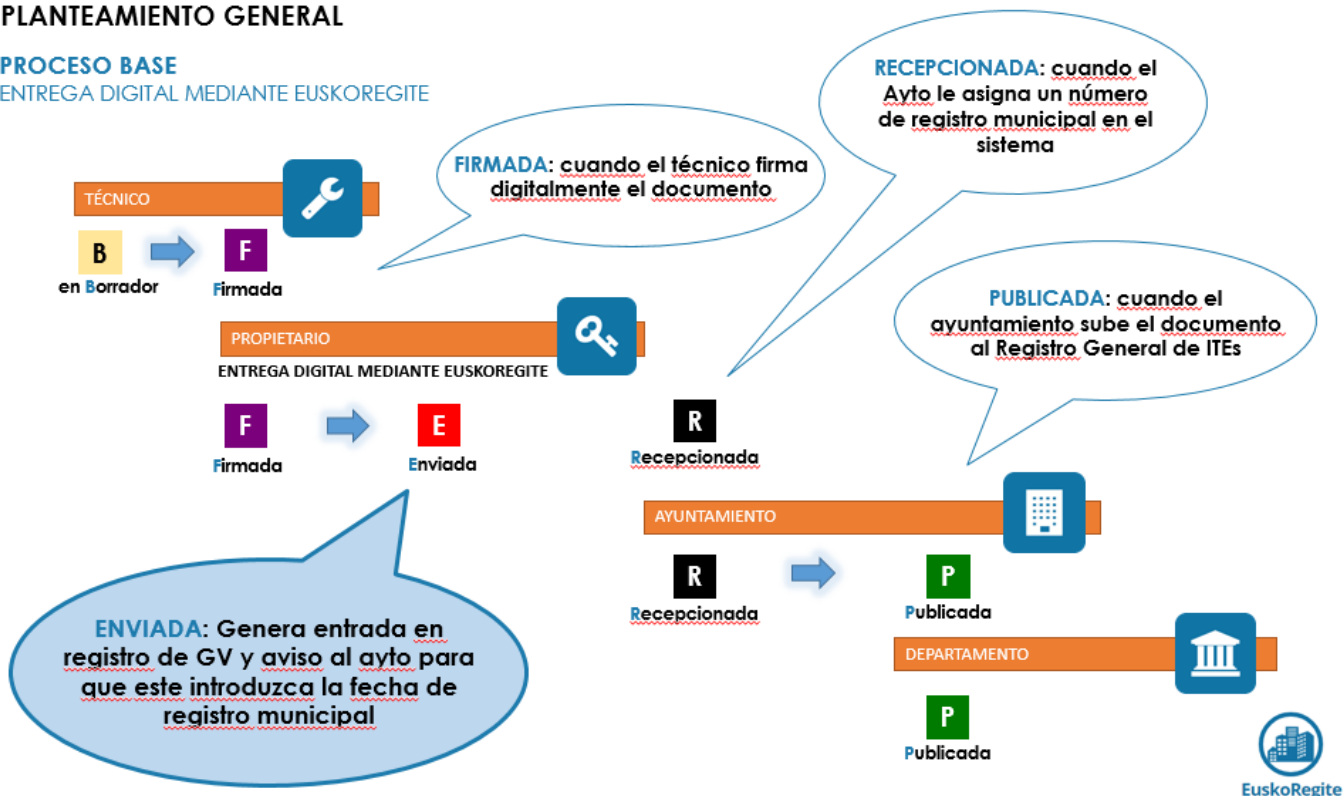 PLANTEAMIENTO GENERAL
PROCESO BASE
ENTREGA DIGITAL MEDIANTE EUSKOREGITE
RECEPCIONADA: cuando el
Ayto le asigna un número
de registro municipal en el
sistema
FIRMADA: cuando el técnico firma
digitalmente el documento
TÉCNICO
B
F
en Borrador
Firmada
PUBLICADA: cuando el
ayuntamiento sube el documento
al Registro General de ITEs
PROPIETARIO
ENTREGA DIGITAL MEDIANTE EUSKOREGITE
F
E
R
Firmada
Enviada
Recepcionada
AYUNTAMIENTO
R
P
Recepcionada
Publicada
ENVIADA: Genera entrada en
registro de GV y aviso al ayto para
que este introduzca la fecha de
registro municipal
DEPARTAMENTO
P
Publicada
EuskoRegite